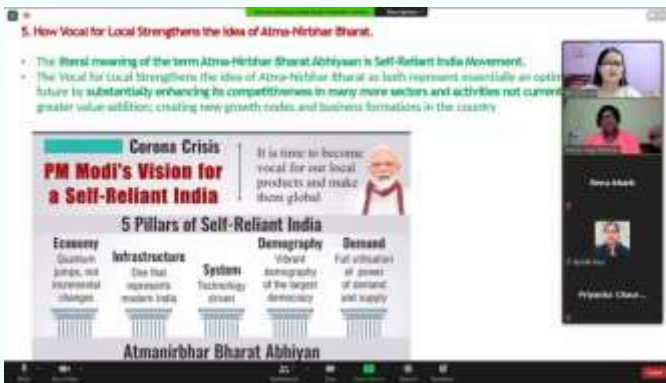 5. How Vocal for Local Strengthens the Idea of Atma-Nirbhar Bharat.
The literal meaning of the term Atma-Nirbhar Bharat Abhiyaan is Self-Reliant India Movement.
The Vocal for Local Strengthens the idea of Atma-Nirbhar Bharat as both represent essentially an optim
future by substantially enhancing its competitiveness in many more sectors and activities not current
greater value-addition; creating new growth nodes and business formations in the country
Corona Crisis
PM Modi's Vision for
a Self-Reliant India
It is time to become
vocal for our local
products and make
them global
5 Pillars of Self-Reliant India
Economy
Quantum
jumps, not
incremental
changes
Infrastructure
One that
represents
modern India
System
Technology
driven
Demography
Vibrant
demography
of the largest
democracy
Demand
Full utilisation
of power
of demand
and supply
Atmanirbhar Bharat Abhiyan
Priyanka Chaur...